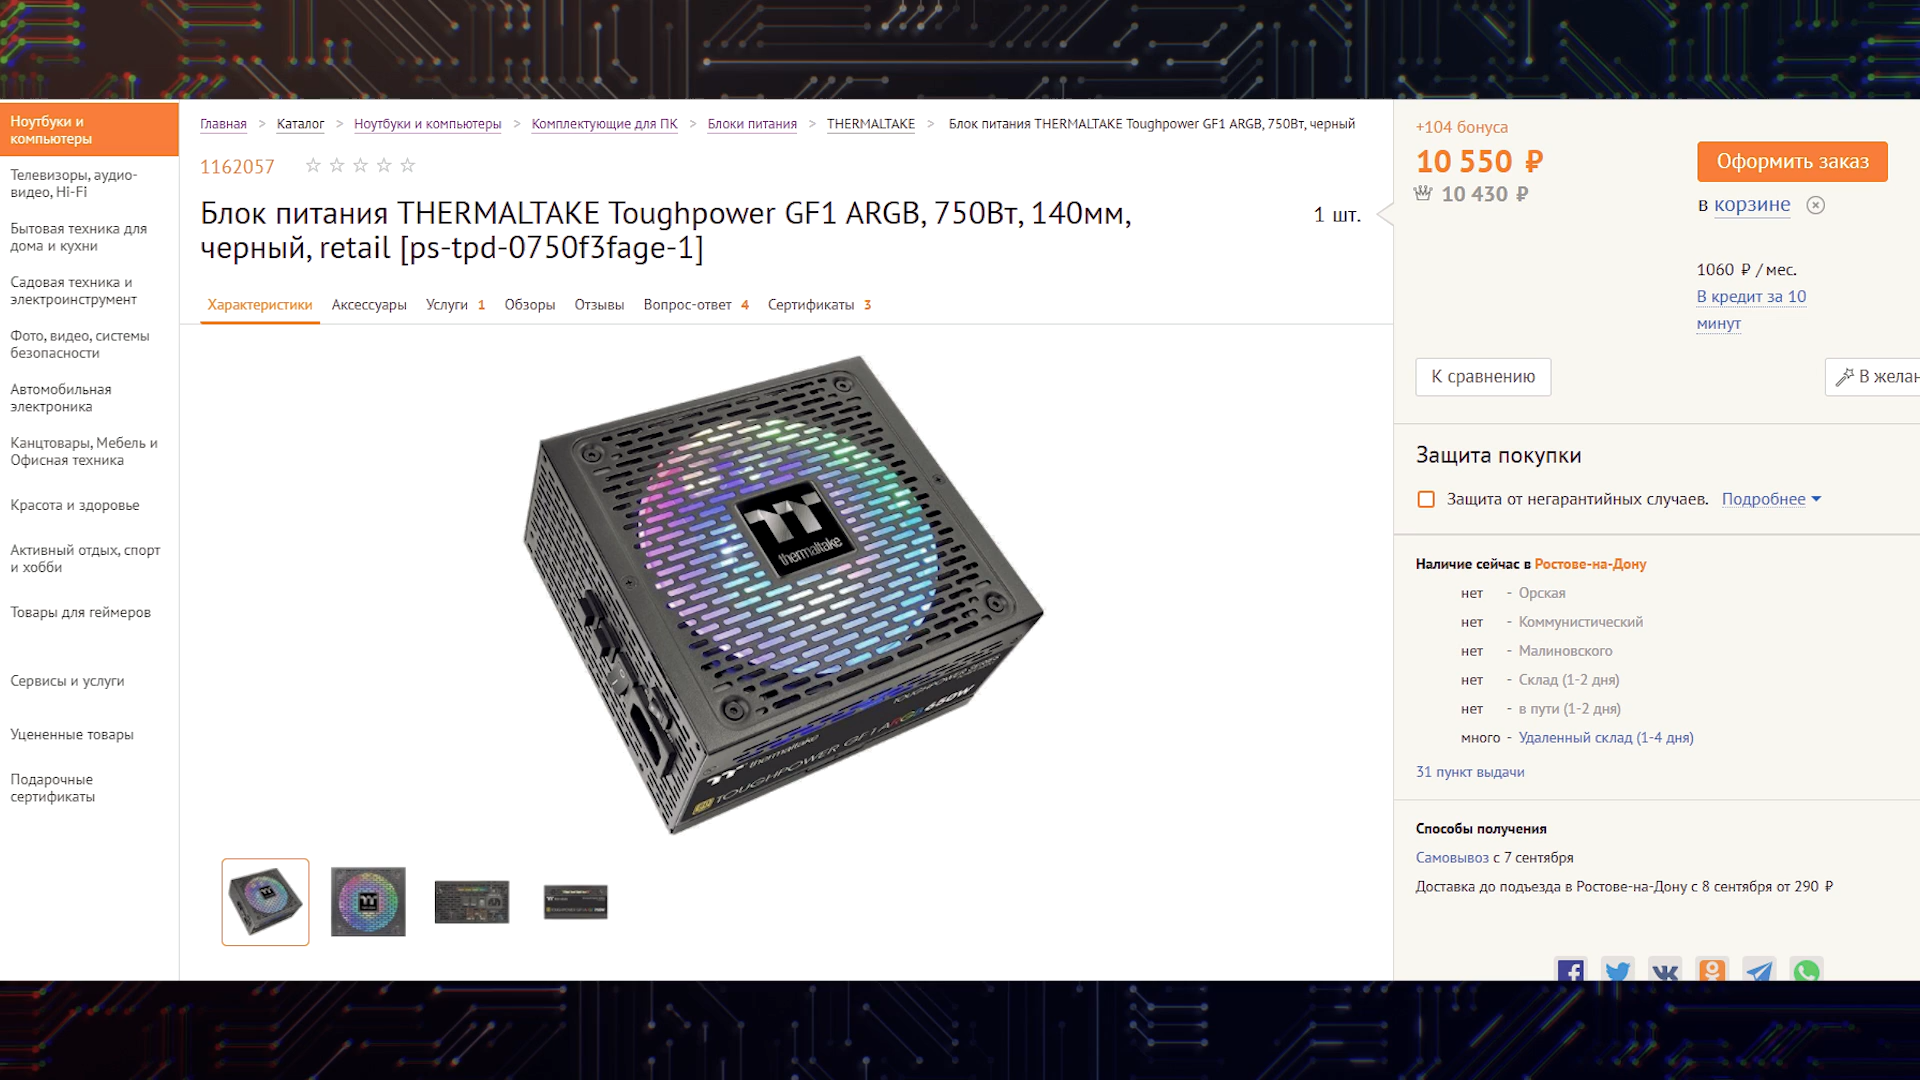 Ноутбуки и
компьютеры
Телевизоры, аудио-
видео, Hi-Fi
Бытовая техника для
дома и кухни
Садовая техника и
электроинструмент
Фото, видео, системы
безопасности
Автомобильная
электроника
Канцтовары, Мебель и
Офисная техника
Красота и здоровье
Активный отдых, спорт
и хобби
Товары для геймеров
Сервисы и услуги
Уцененные товары
Подарочные
сертификаты
Главная > Каталог > Ноутбуки и компьютеры > Комплектующие для ПК > Блоки питания > THERMALTAKE > Блок питания THERMALTAKE Toughpower GF1 ARGB, 750Вт, черный
1162057
Блок питания THERMALTAKE Toughpower GF1 ARGB, 750Вт, 140мм,
черный, retail [ps-tpd-0750f3fage-1]
1 шт.
Характеристики Аксессуары Услуги 1 Обзоры Отзывы Вопрос-ответ 4 Сертификаты 3
thermaltake
TOUGHPOWER SERIES
thermaltake
TOUGHPOWER GF1 ARGB 650W
+104 бонуса
10 550 ₽
10 430 ₽
Оформить заказ
в корзине
1060 ₽ / мес.
В кредит за 10
минут
К сравнению
В желан
Защита покупки
Защита от негарантийных случаев. Подробнее
Наличие сейчас в Ростове-на-Дону
нет - Орская
нет - Коммунистический
нет - Малиновского
нет - Склад (1-2 дня)
нет - в пути (1-2 дня)
много - Удаленный склад (1-4 дня)
31 пункт выдачи
Способы получения
Самовывоз с 7 сентября
Доставка до подъезда в Ростове-на-Дону с 8 сентября от 290 ₽